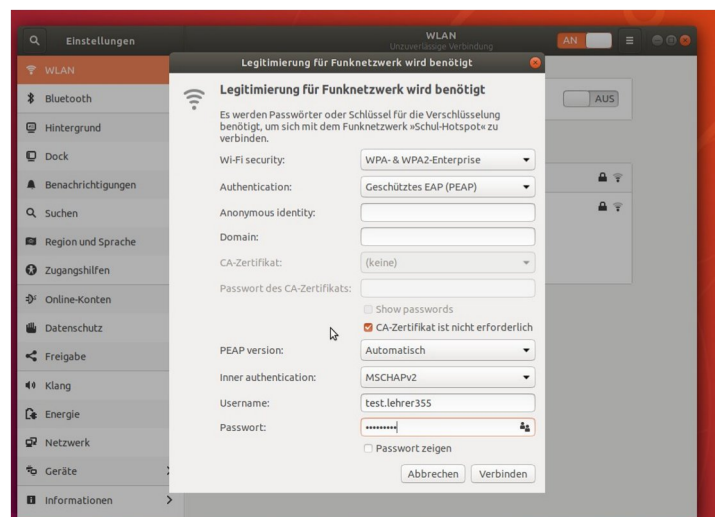 Einstellungen
WLAN
Unzuverlässige Verbindung
AN
WLAN
Bluetooth
Hintergrund
Dock
Benachrichtigungen
Suchen
Region und Sprache
Zugangshilfen
Online-Konten
Datenschutz
Freigabe
Klang
Energie
Netzwerk
Geräte
Informationen
AUS
Legitimierung für Funknetzwerk wird benötigt
Legitimierung für Funknetzwerk wird benötigt
Es werden Passwörter oder Schlüssel für die Verschlüsselung
benötigt, um sich mit dem Funknetzwerk »Schul-Hotspot« zu
verbinden.
Wi-Fi security: WPA- & WPA2-Enterprise
Authentication: Geschütztes EAP (PEAP)
Anonymous identity:
Domain:
CA-Zertifikat: (keine)
Passwort des CA-Zertifikats:
Show passwords
CA-Zertifikat ist nicht erforderlich
PEAP version: Automatisch
Inner authentication: MSCHAPv2
Username: test.lehrer355
Passwort: •••••••••
Passwort zeigen
Abbrechen Verbinden